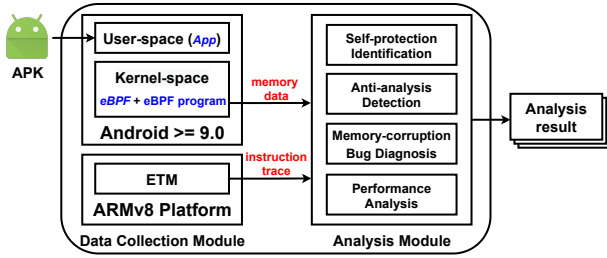 APK
User-space (App)
Kernel-space
eBPF + eBPF program
Android >= 9.0
ETM
ARMv8 Platform
Data Collection Module
memory
data
instruction
trace
Self-protection
Identification
Anti-analysis
Detection
Memory-corruption
Bug Diagnosis
Performance
Analysis
Analysis Module
Analysis
result